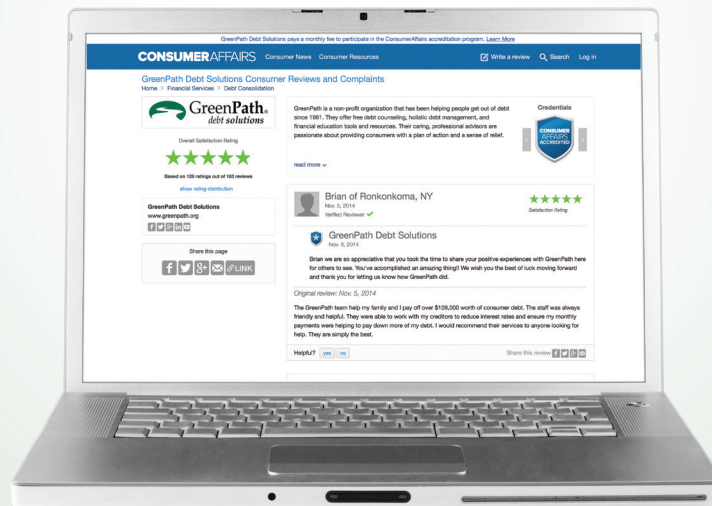 GreenPath Debt Solutions pays a monthly fee to participate in the ConsumerAffairs accreditation program. Learn More
CONSUMERAFFAIRS Consumer News Consumer Resources Write a review Search Log in
GreenPath Debt Solutions Consumer Reviews and Complaints
Home > Financial Services > Debt Consolidation
GreenPath®
debt solutions
Overall Satisfaction Rating
Based on 126 ratings out of 163 reviews
show rating distribution
GreenPath Debt Solutions
www.greenpath.org
Share this page
LINK
GreenPath is a non-profit organization that has been helping people get out of debt
since 1961. They offer free debt counseling, holistic debt management, and
financial education tools and resources. Their caring, professional advisors are
passionate about providing consumers with a plan of action and a sense of relief.
read more
Credentials
CONSUMER
AFFAIRS
ACCREDITED
Brian of Ronkonkoma, NY
Nov. 5, 2014
Verified Reviewer
Satisfaction Rating
GreenPath Debt Solutions
Nov. 6, 2014
Brian we are so appreciative that you took the time to share your positive experiences with GreenPath here
for others to see. You've accomplished an amazing thing!! We wish you the best of luck moving forward
and thank you for letting us know how GreenPath did.
Original review: Nov. 5, 2014
The GreenPath team help my family and I pay off over $109,000 worth of consumer debt. The staff was always
friendly and helpful. They were able to work with my creditors to reduce interest rates and ensure my monthly
payments were helping to pay down more of my debt. I would recommend their services to anyone looking for
help. They are simply the best.
Helpful? yes no Share this review